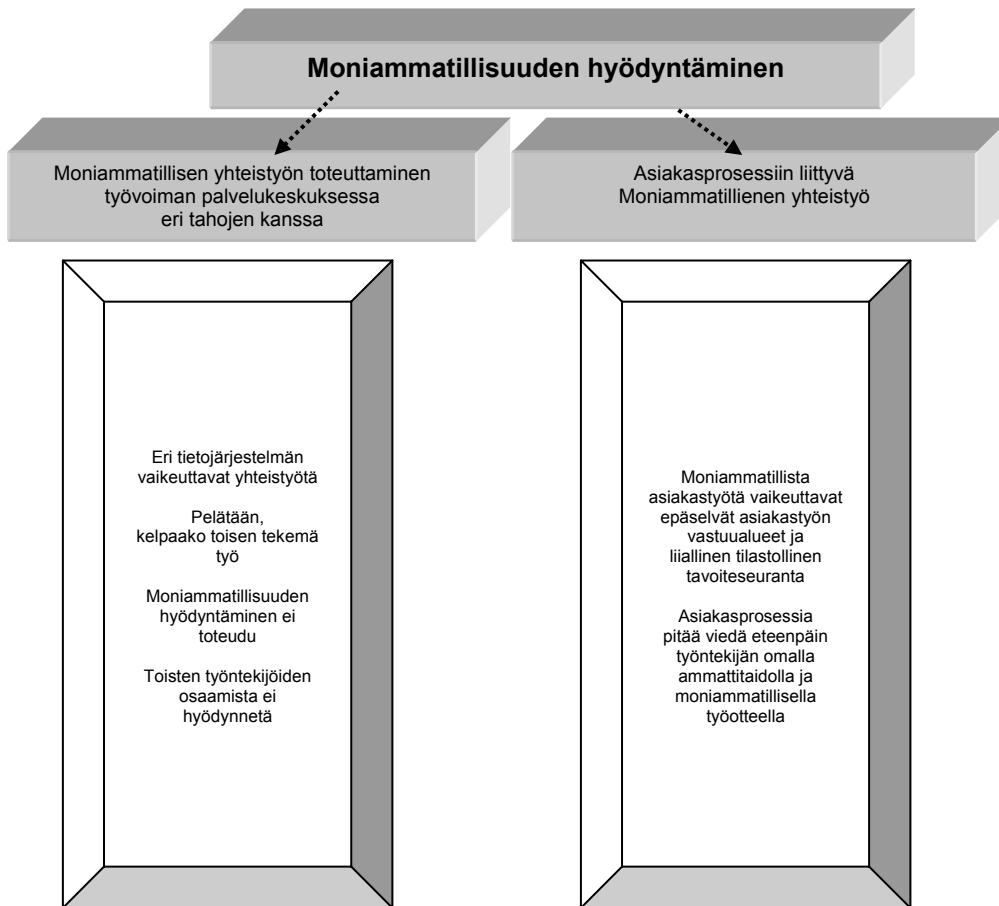 Moniammatillisuuden hyödyntäminen
Moniammatillisen yhteistyön toteuttaminen
työvoiman palvelukeskuksessa
eri tahojen kanssa
Asiakasprosessiin liittyvä
Moniammatillienen yhteistyö
Eri tietojärjestelmän
vaikeuttavat yhteistyötä
Pelätään,
kelpaako toisen tekemä
työ
Moniammatillisuuden
hyödyntäminen ei
toteudu
Toisten työntekijöiden
osaamista ei
hyödynnetä
Moniammatillista
asiakastyötä vaikeuttavat
epäselvät asiakastyön
vastuualueet ja
liiallinen tilastollinen
tavoiteseuranta
Asiakasprosessia
pitää viedä eteenpäin
työntekijän omalla
ammattitaidolla ja
moniammatillisella
työotteella